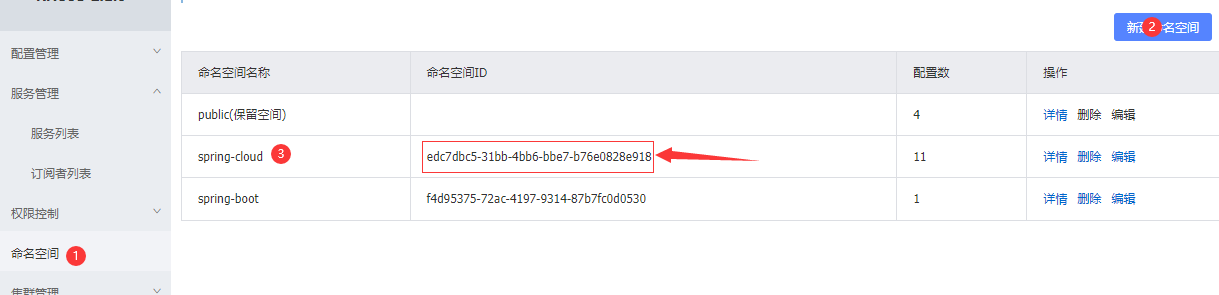 配置管理
服务管理
服务列表
订阅者列表
权限控制
命名空间 1
集群管理
新建命名空间 2
命名空间名称 命名空间ID 配置数 操作
public(保留空间) 4 详情 删除 编辑
spring-cloud 3 edc7dbc5-31bb-4bb6-bbe7-b76e0828e918 11 详情 删除 编辑
spring-boot f4d95375-72ac-4197-9314-87b7fc0d0530 1 详情 删除 编辑